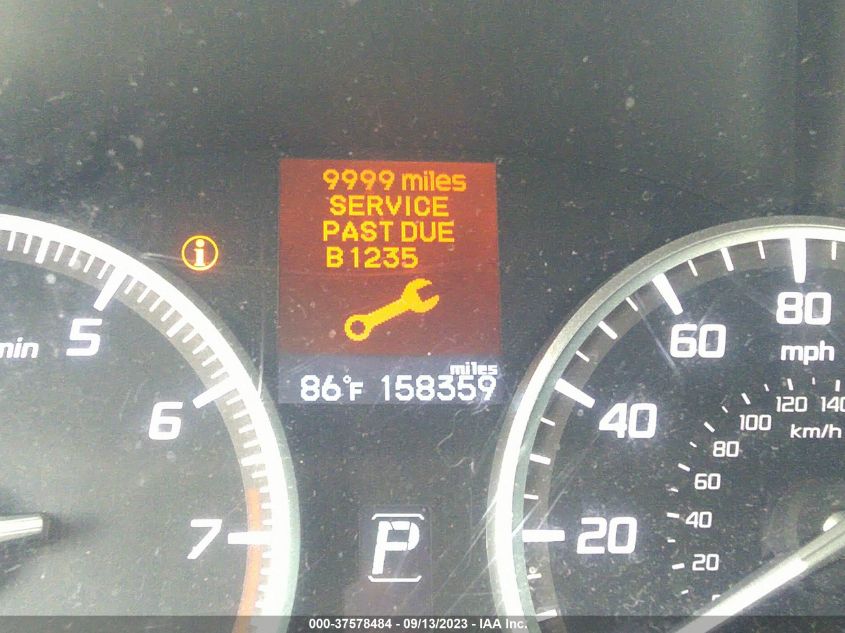 9999 miles
SERVICE
PAST DUE
B1235
miles
86°F 158359
min
5
6
7
P
20
40
60
80
mph
20
40
60
80
100
120
140
km/h
000-37578484 - 09/13/2023 - IAA Inc.